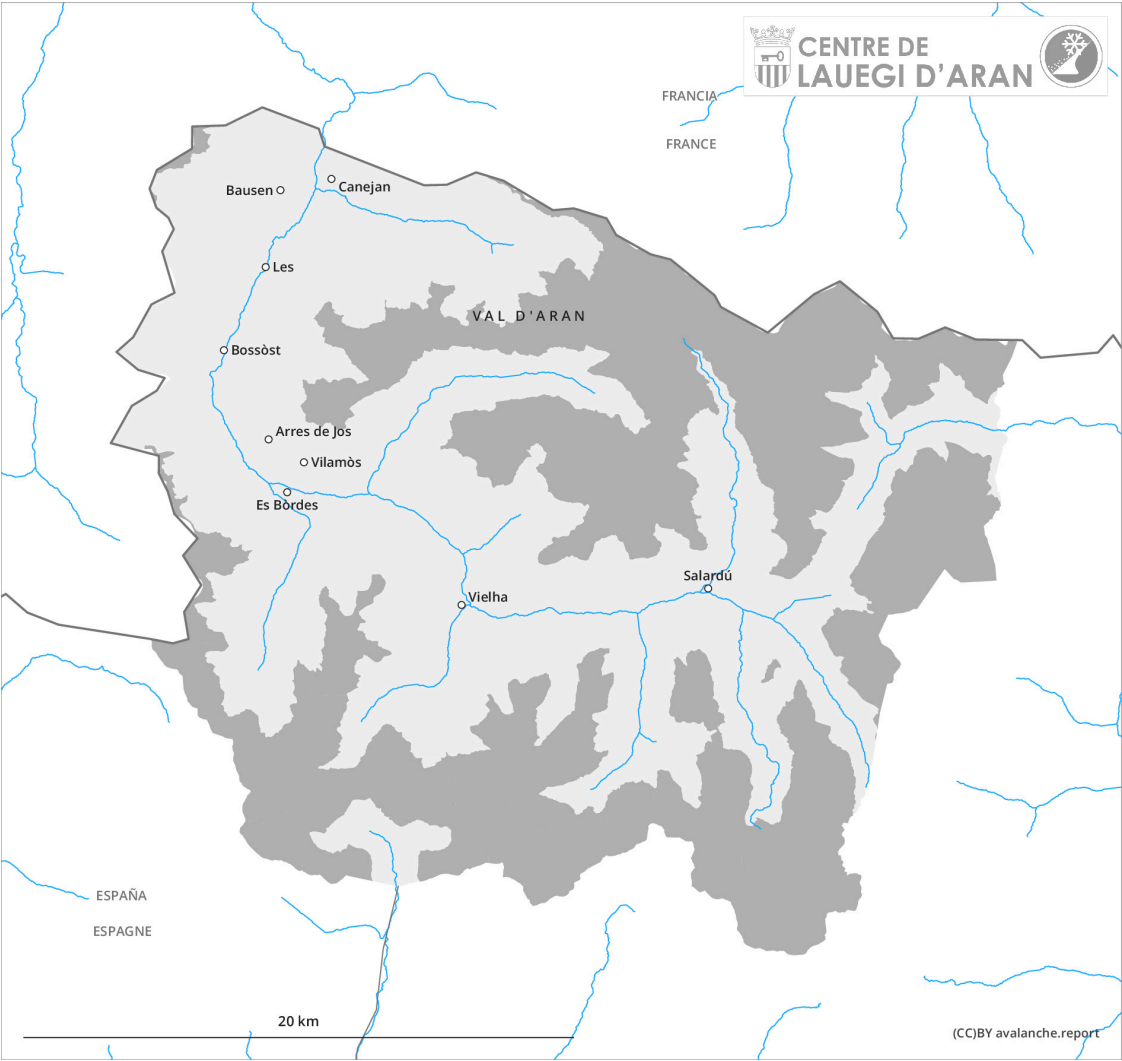 CENTRE DE
LAUEGI D'ARAN
FRANCIA
FRANCE
Bausen
Canejan
Les
VAL D'ARAN
Bossòst
Arres de Jos
Vilamòs
Es Bòrdes
Salardú
Vielha
ESPAÑA
ESPAGNE
20 km
(CC)BY avalanche.report